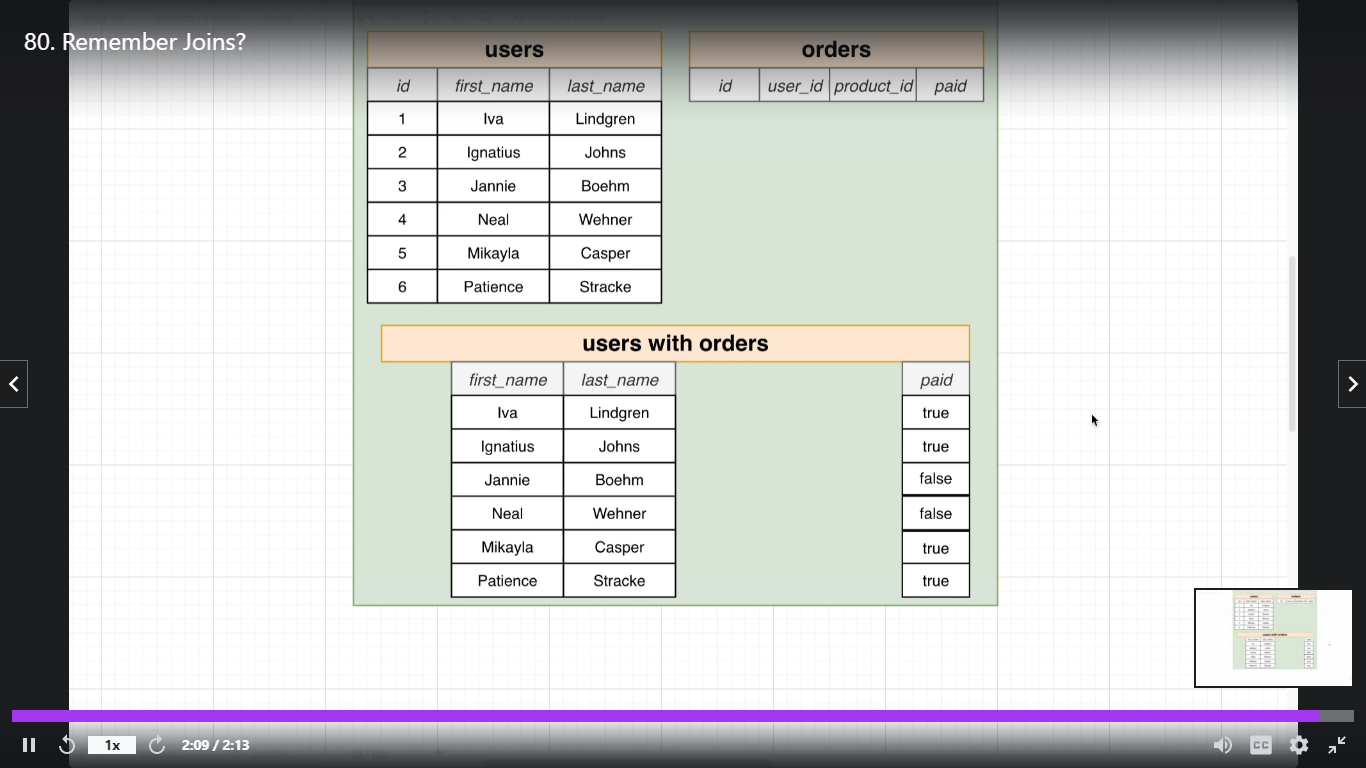 80. Remember Joins?
users
id first_name last_name
1 Iva Lindgren
2 Ignatius Johns
3 Jannie Boehm
4 Neal Wehner
5 Mikayla Casper
6 Patience Stracke
orders
id user_id product_id paid
users with orders
first_name last_name paid
Iva Lindgren true
Ignatius Johns true
Jannie Boehm false
Neal Wehner false
Mikayla Casper true
Patience Stracke true
1x 2:09 / 2:13 CC